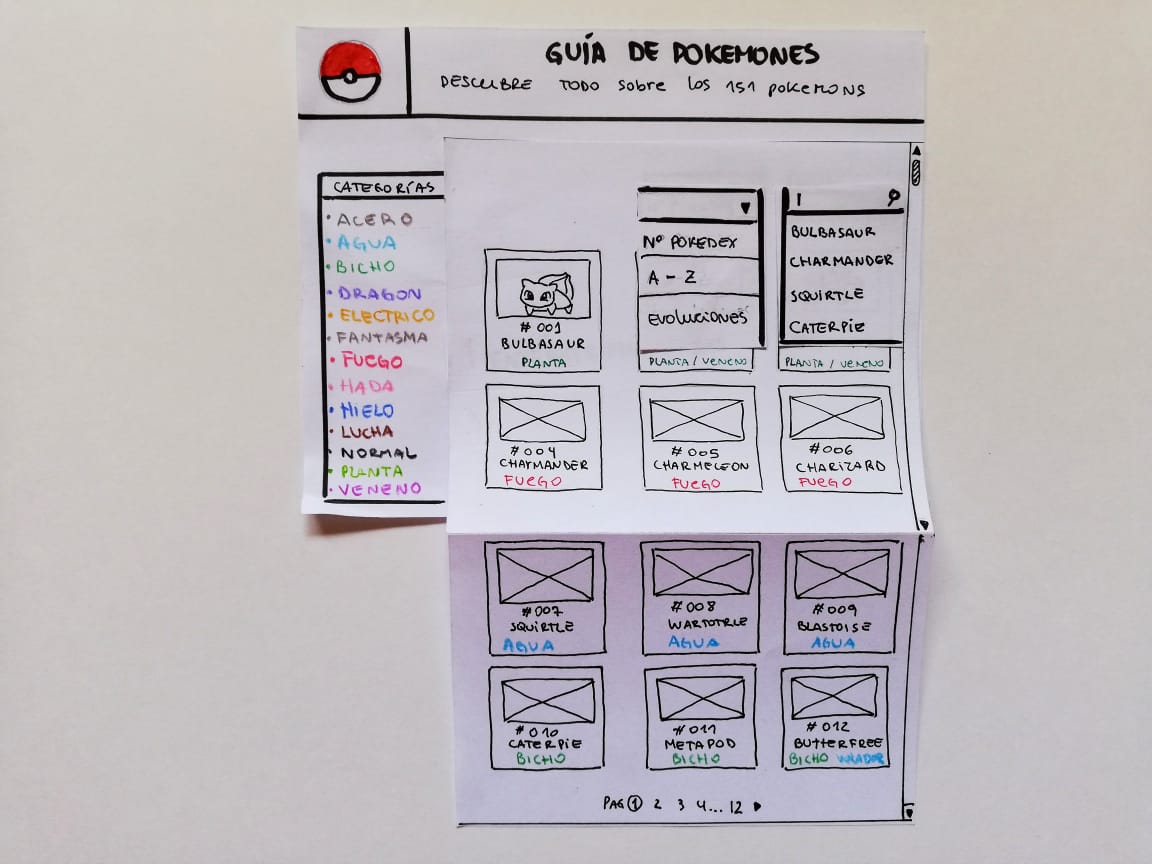 GUÍA DE POKEMONES
DESCUBRE TODO sobre los 151 pokemons
CATEGORÍAS
• ACERO
• AGUA
• BICHO
• DRAGON
• ELECTRICO
• FANTASMA
• FUEGO
• HADA
• HIELO
• LUCHA
• NORMAL
• PLANTA
• VENENO
Nº POKEDEX
A - Z
EVOLUCIONES
BULBASAUR
CHARMANDER
SQUIRTLE
CATERPIE
# 001
BULBASAUR
PLANTA
PLANTA / VENENO
PLANTA / VENENO
#004
CHARMANDER
FUEGO
#005
CHARMELEON
FUEGO
#006
CHARIZARD
FUEGO
#007
SQUIRTLE
AGUA
#008
WARTOTRLE
AGUA
#009
BLASTOISE
AGUA
#010
CATERPIE
BICHO
#011
METAPOD
BICHO
#012
BUTTERFREE
BICHO VOLADOR
PAG 1 2 3 4... 12